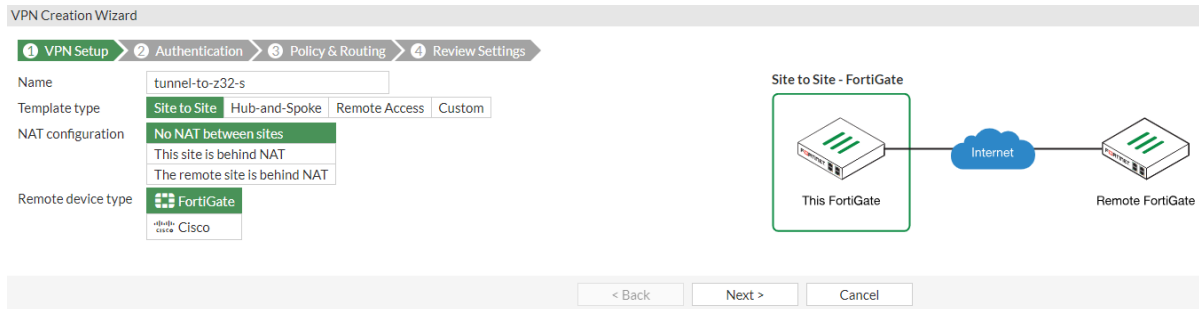 VPN Creation Wizard
1 VPN Setup 2 Authentication 3 Policy & Routing 4 Review Settings
Name tunnel-to-z32-s
Template type Site to Site Hub-and-Spoke Remote Access Custom
NAT configuration No NAT between sites
This site is behind NAT
The remote site is behind NAT
Remote device type FortiGate
CISCO Cisco
Site to Site - FortiGate
FORTINET Internet FORTINET
This FortiGate Remote FortiGate
< Back Next > Cancel